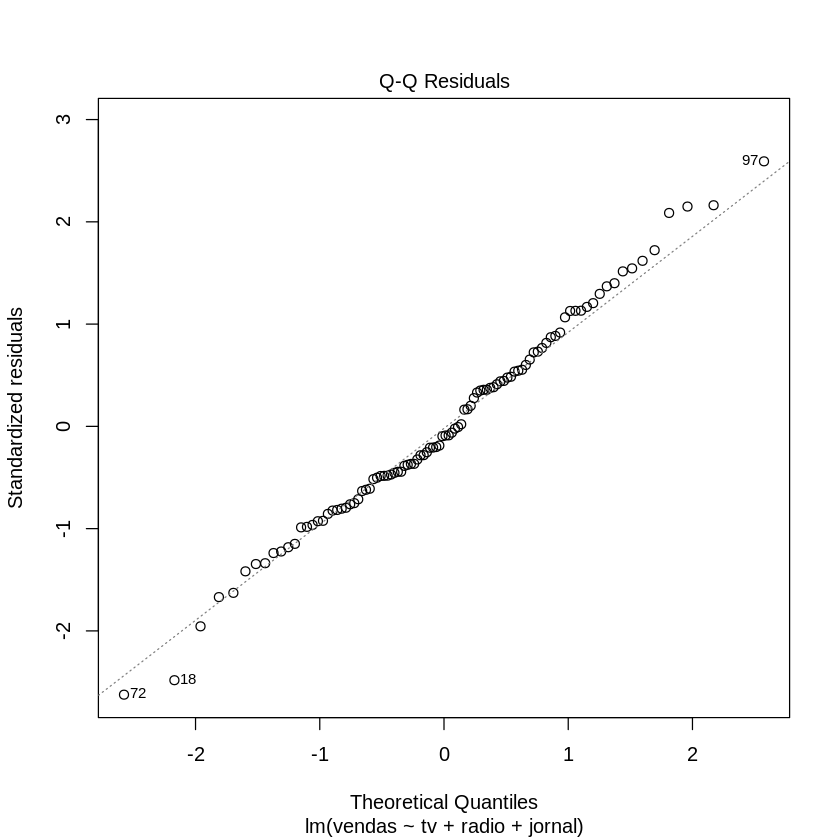 Q-Q Residuals
3
2
1
0
-1
-2
Standardized residuals
97
18
72
-2 -1 0 1 2
Theoretical Quantiles
lm(vendas ~ tv + radio + jornal)